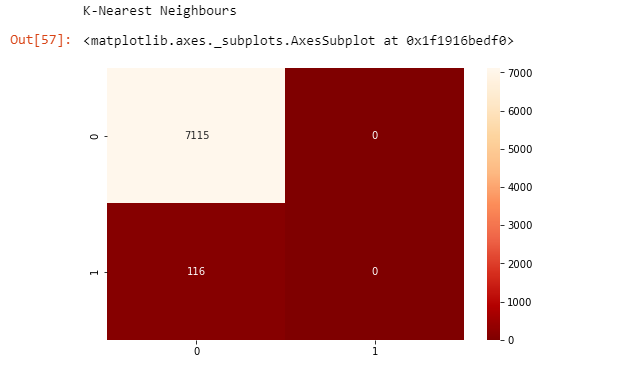 K-Nearest Neighbours
Out[57]: <matplotlib.axes._subplots.AxesSubplot at 0x1f1916bedf0>
7000
0 7115 0
6000
5000
4000
3000
2000
1 116 0
1000
0
0 1